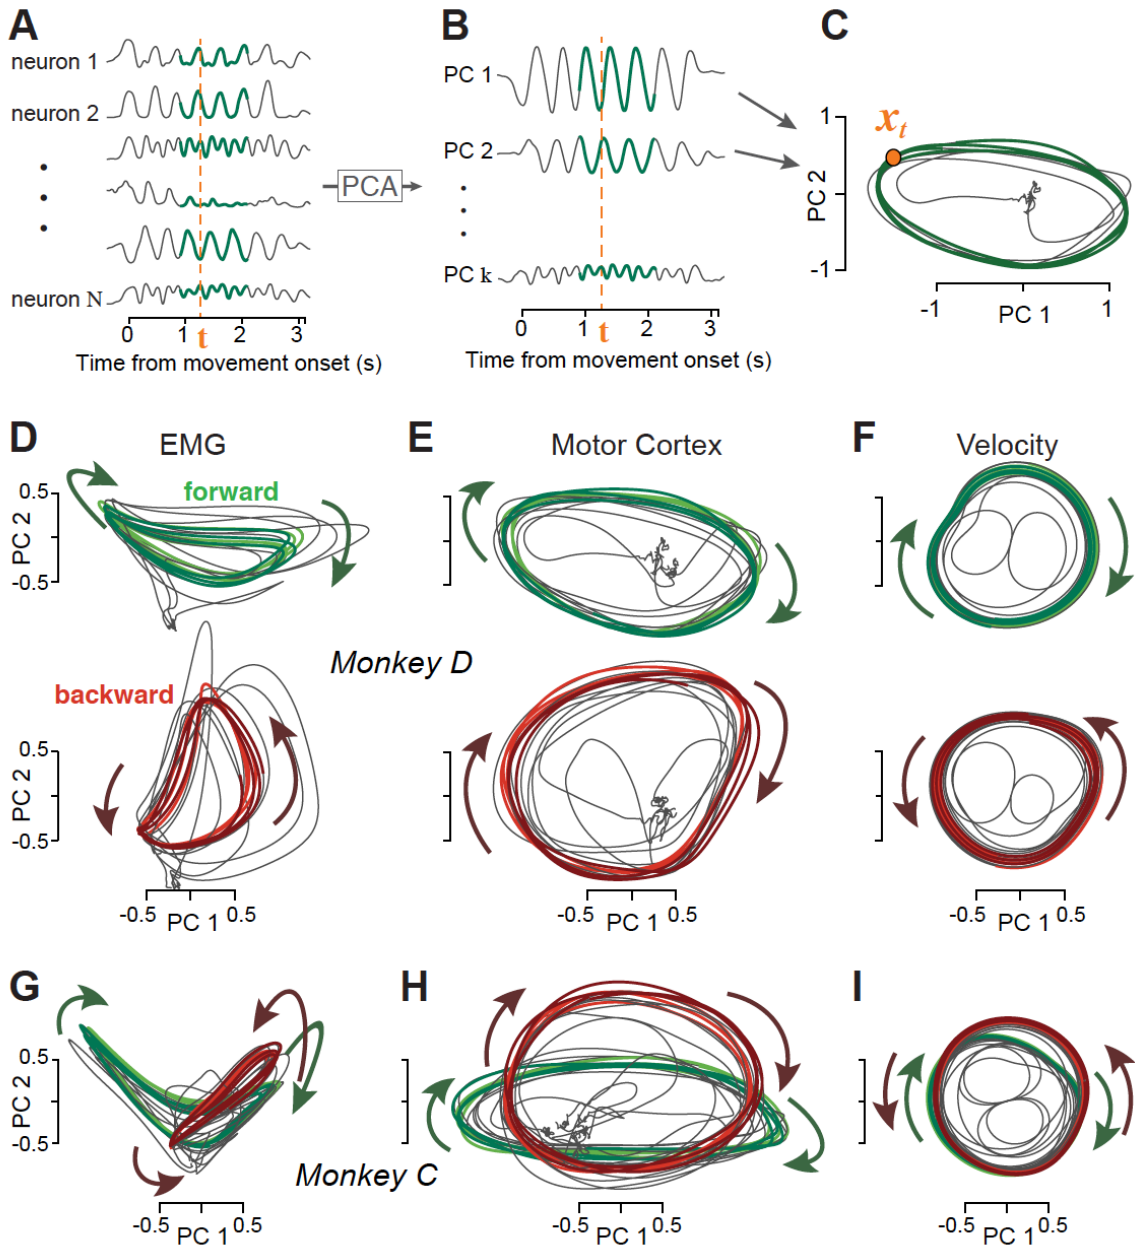 A
B
C
neuron 1
neuron 2
neuron N
PCA
PC 1
PC 2
PC k
0 1 2 3
t
Time from movement onset (s)
0 1 2 3
t
Time from movement onset (s)
xt
1
-1
PC 2
-1 1
PC 1
D
EMG
E
Motor Cortex
F
Velocity
forward
0.5
-0.5
PC 2
Monkey D
backward
0.5
-0.5
PC 2
-0.5 0.5
PC 1
-0.5 0.5
PC 1
-0.5 0.5
PC 1
G
H
I
0.5
-0.5
PC 2
Monkey C
-0.5 0.5
PC 1
-0.5 0.5
PC 1
-0.5 0.5
PC 1